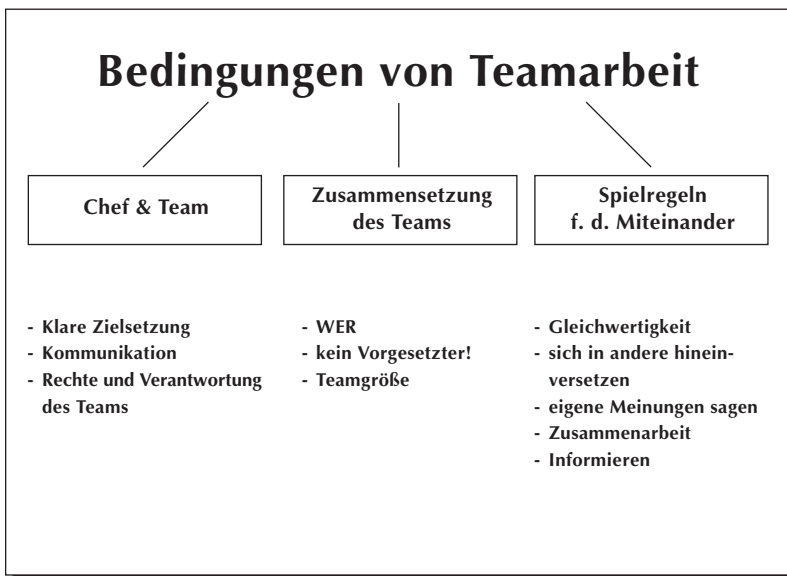 Bedingungen von Teamarbeit
Chef & Team
Zusammensetzung
des Teams
Spielregeln
f. d. Miteinander
- Klare Zielsetzung
- Kommunikation
- Rechte und Verantwortung
des Teams
- WER
- kein Vorgesetzter!
- Teamgröße
- Gleichwertigkeit
- sich in andere hinein-
versetzen
- eigene Meinungen sagen
- Zusammenarbeit
- Informieren